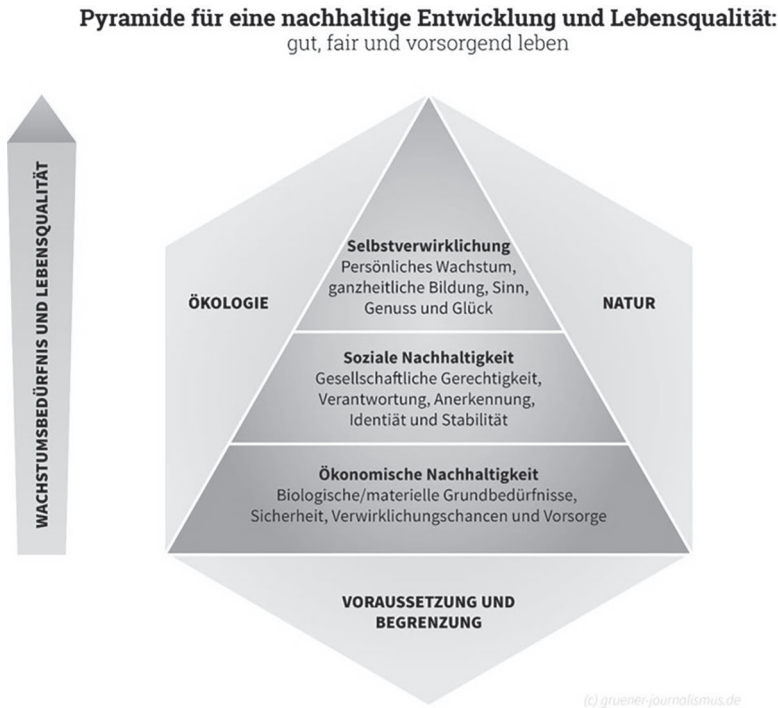 Pyramide für eine nachhaltige Entwicklung und Lebensqualität:
gut, fair und vorsorgend leben
WACHSTUMSBEDÜRFNIS UND LEBENSQUALITÄT
Selbstverwirklichung
Persönliches Wachstum,
ganzheitliche Bildung, Sinn,
Genuss und Glück
ÖKOLOGIE
NATUR
Soziale Nachhaltigkeit
Gesellschaftliche Gerechtigkeit,
Verantwortung, Anerkennung,
Identiät und Stabilität
Ökonomische Nachhaltigkeit
Biologische/materielle Grundbedürfnisse,
Sicherheit, Verwirklichungschancen und Vorsorge
VORAUSSETZUNG UND
BEGRENZUNG
(c) gruener-journalismus.de